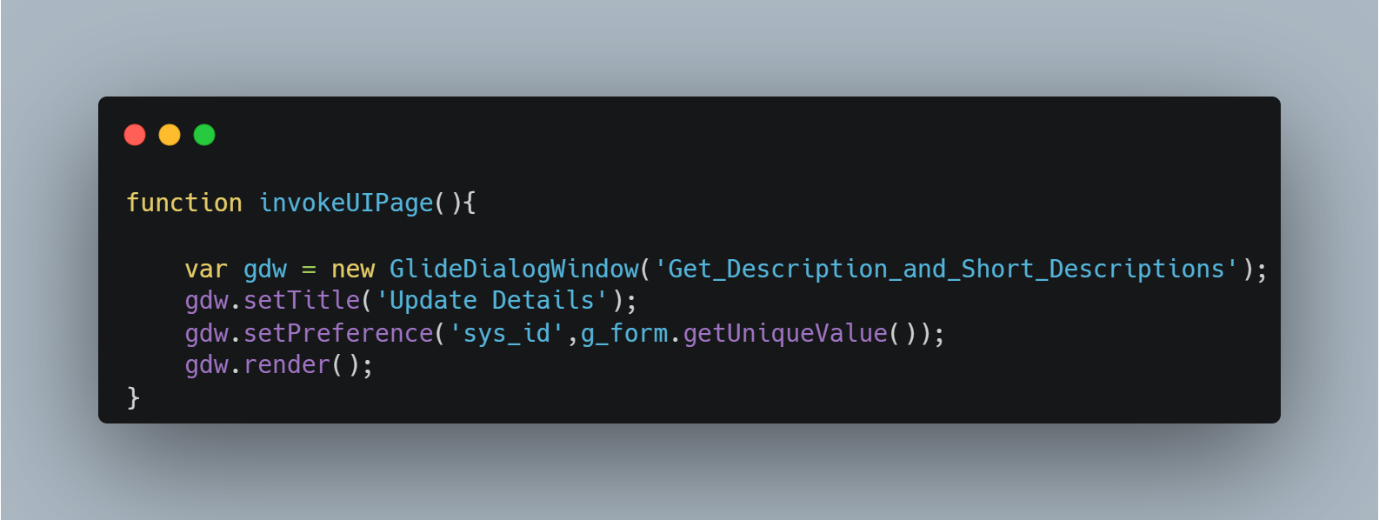 function invokeUIPage(){
var gdw = new GlideDialogWindow('Get_Description_and_Short_Descriptions');
gdw.setTitle('Update Details');
gdw.setPreference('sys_id',g_form.getUniqueValue());
gdw.render();
}